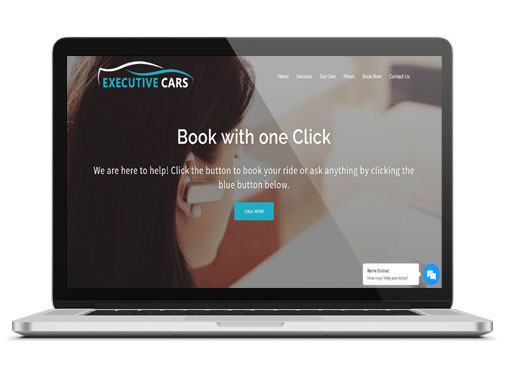 EXECUTIVE CARS
Home Services Our Cars Prices Book Now Contact Us
Book with one Click
We are here to help! Click the button to book your ride or ask anything by clicking the
blue button below.
CALL NOW
We're Online!
How may I help you today?